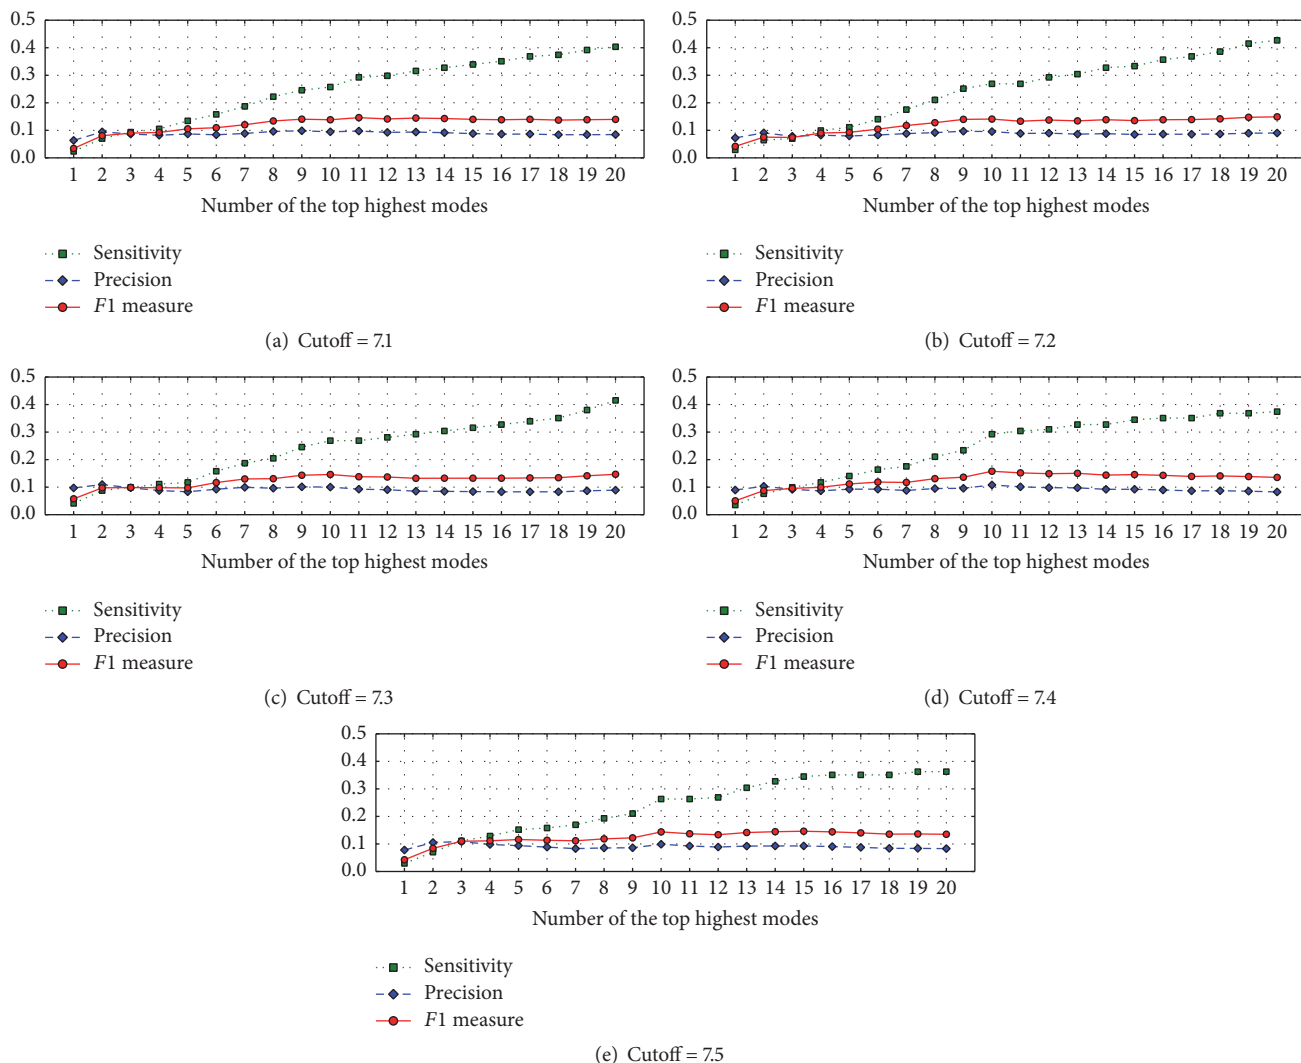 0.5
0.4
0.3
0.2
0.1
0.0
1 2 3 4 5 6 7 8 9 10 11 12 13 14 15 16 17 18 19 20
Number of the top highest modes
Sensitivity
Precision
F1 measure
(a) Cutoff = 7.1
0.5
0.4
0.3
0.2
0.1
0.0
1 2 3 4 5 6 7 8 9 10 11 12 13 14 15 16 17 18 19 20
Number of the top highest modes
Sensitivity
Precision
F1 measure
(b) Cutoff = 7.2
0.5
0.4
0.3
0.2
0.1
0.0
1 2 3 4 5 6 7 8 9 10 11 12 13 14 15 16 17 18 19 20
Number of the top highest modes
Sensitivity
Precision
F1 measure
(c) Cutoff = 7.3
0.5
0.4
0.3
0.2
0.1
0.0
1 2 3 4 5 6 7 8 9 10 11 12 13 14 15 16 17 18 19 20
Number of the top highest modes
Sensitivity
Precision
F1 measure
(d) Cutoff = 7.4
0.5
0.4
0.3
0.2
0.1
0.0
1 2 3 4 5 6 7 8 9 10 11 12 13 14 15 16 17 18 19 20
Number of the top highest modes
Sensitivity
Precision
F1 measure
(e) Cutoff = 7.5